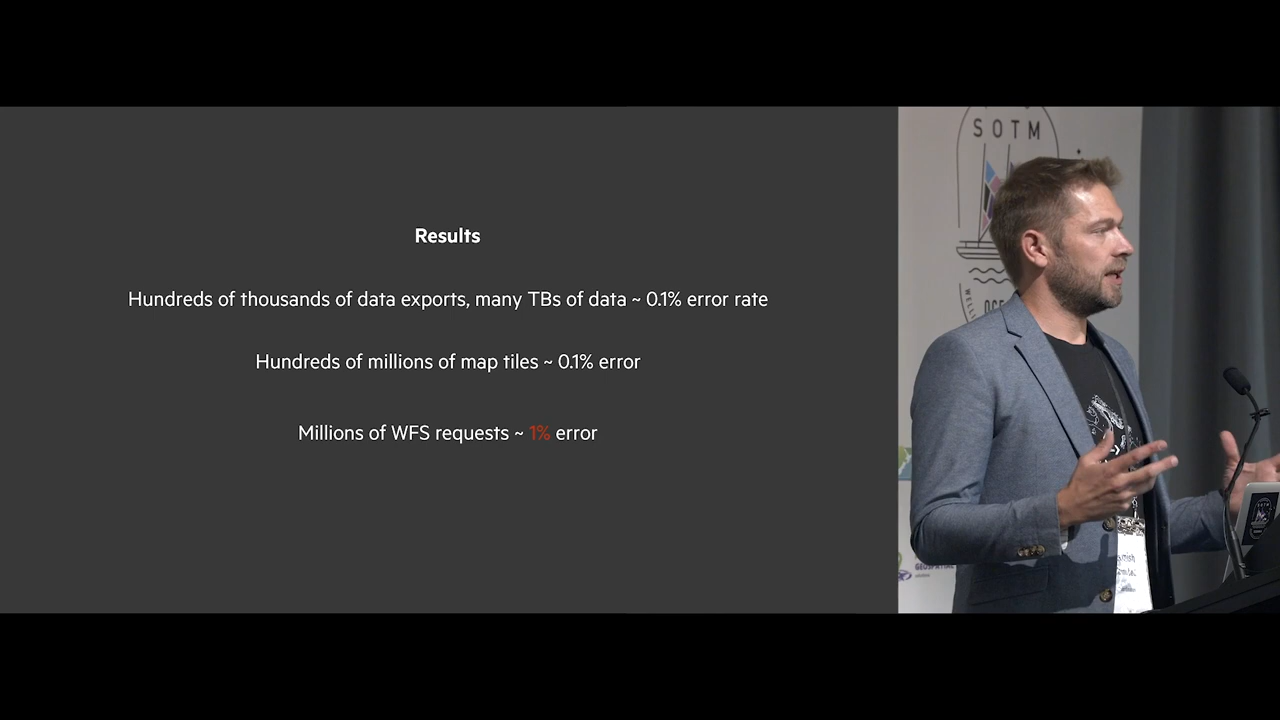 Results
Hundreds of thousands of data exports, many TBs of data ~ 0.1% error rate
Hundreds of millions of map tiles ~ 0.1% error
Millions of WFS requests ~ 1% error
SOTM